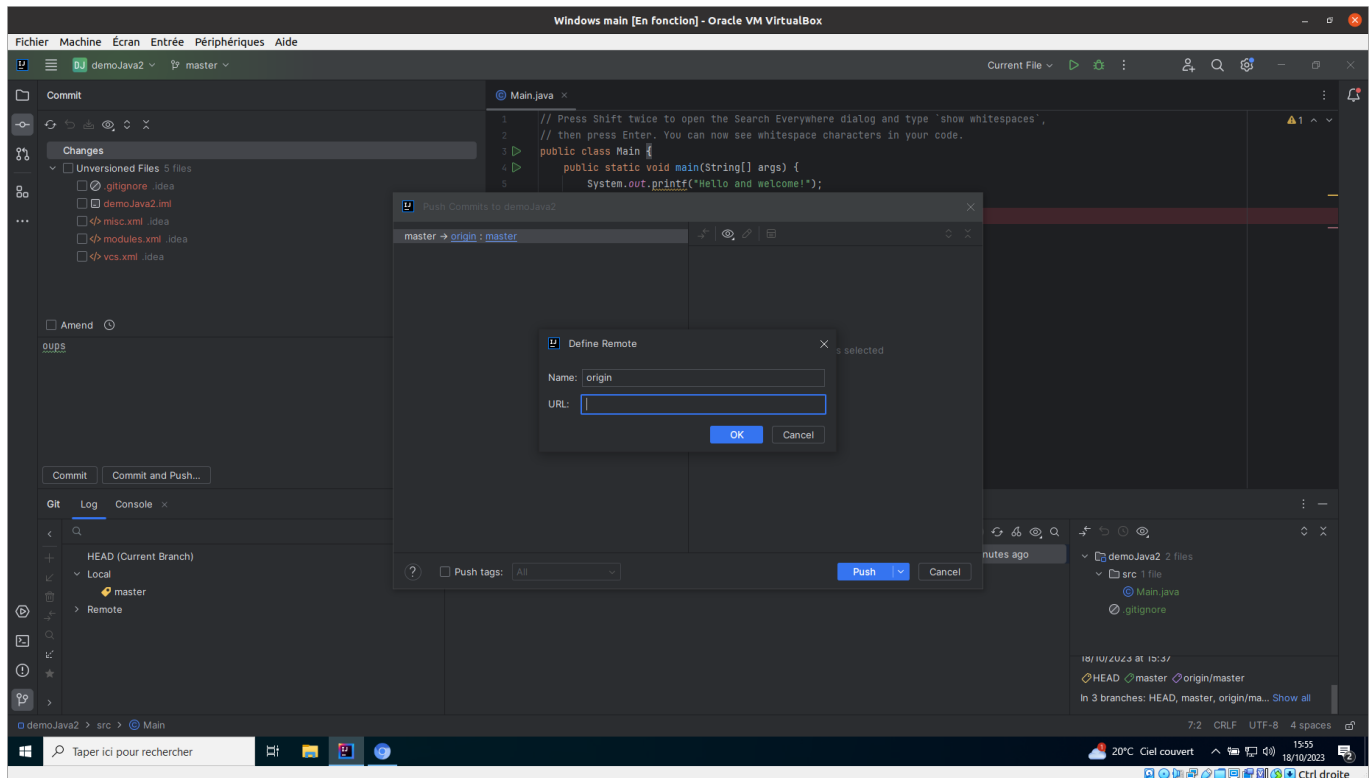 Windows main [En fonction] - Oracle VM VirtualBox
Fichier Machine Écran Entrée Périphériques Aide
DJ demoJava2 master Current File
Commit
Main.java
Changes
Unversioned Files 5 files
.gitignore .idea
demoJava2.iml
misc.xml .idea
modules.xml .idea
vcs.xml .idea
1 // Press Shift twice to open the Search Everywhere dialog and type `show whitespaces`,
2 // then press Enter. You can now see whitespace characters in your code.
3 public class Main {
4 public static void main(String[] args) {
5 System.out.printf("Hello and welcome!");
1
Push Commits to demoJava2
master → origin : master
s selected
Define Remote
Name: origin
URL:
OK Cancel
Push tags: All
Push Cancel
Amend
oups
Commit Commit and Push...
Git Log Console
HEAD (Current Branch)
Local
master
Remote
nutes ago
demoJava2 2 files
src 1 file
Main.java
.gitignore
18/10/2023 at 15:37
HEAD master origin/master
In 3 branches: HEAD, master, origin/ma... Show all
demoJava2 > src > Main
7:2 CRLF UTF-8 4 spaces
Taper ici pour rechercher
20°C Ciel couvert
15:55
18/10/2023
2
Ctrl droite